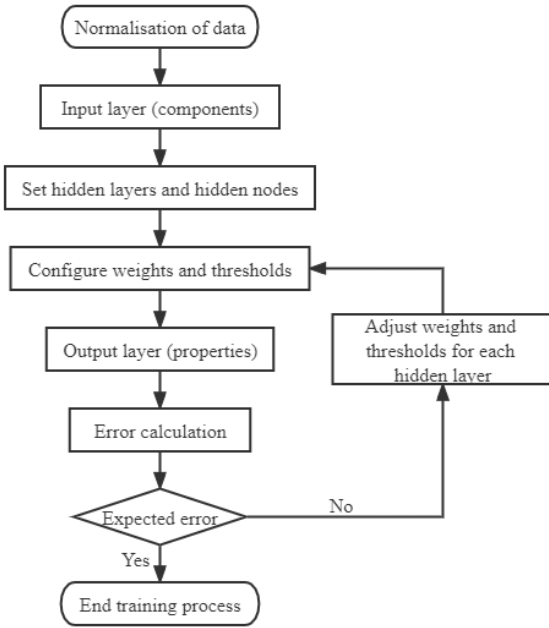 Normalisation of data
Input layer (components)
Set hidden layers and hidden nodes
Configure weights and thresholds
Output layer (properties)
Adjust weights and
thresholds for each
hidden layer
Error calculation
Expected error
No
Yes
End training process